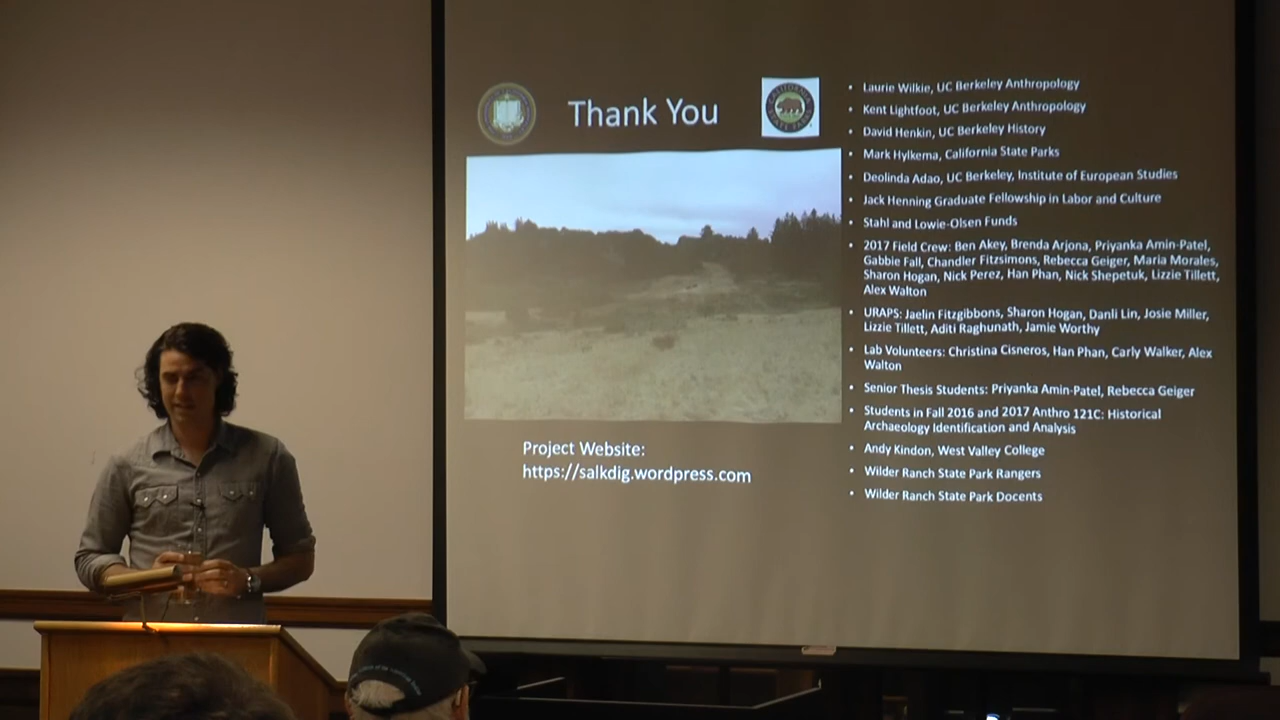 Thank You
CALIFORNIA
STATE PARKS
Project Website:
https://salkdig.wordpress.com
• Laurie Wilkie, UC Berkeley Anthropology
• Kent Lightfoot, UC Berkeley Anthropology
• David Henkin, UC Berkeley History
• Mark Hylkema, California State Parks
• Deolinda Adao, UC Berkeley, Institute of European Studies
• Jack Henning Graduate Fellowship in Labor and Culture
• Stahl and Lowie-Olsen Funds
• 2017 Field Crew: Ben Akey, Brenda Arjona, Priyanka Amin-Patel,
Gabbie Fall, Chandler Fitzsimons, Rebecca Geiger, Maria Morales,
Sharon Hogan, Nick Perez, Han Phan, Nick Shepetuk, Lizzie Tillett,
Alex Walton
• URAPS: Jaelin Fitzgibbons, Sharon Hogan, Danli Lin, Josie Miller,
Lizzie Tillett, Aditi Raghunath, Jamie Worthy
• Lab Volunteers: Christina Cisneros, Han Phan, Carly Walker, Alex
Walton
• Senior Thesis Students: Priyanka Amin-Patel, Rebecca Geiger
• Students in Fall 2016 and 2017 Anthro 121C: Historical
Archaeology Identification and Analysis
• Andy Kindon, West Valley College
• Wilder Ranch State Park Rangers
• Wilder Ranch State Park Docents